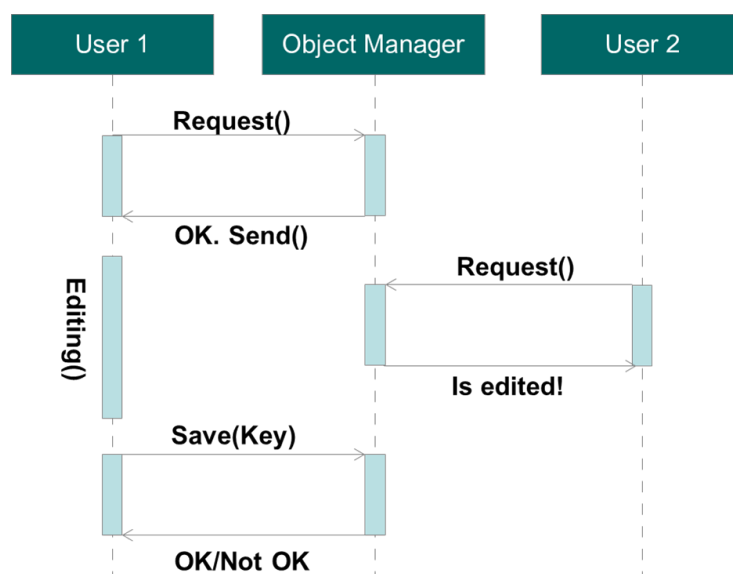 User 1
Object Manager
User 2
Request()
OK. Send()
Request()
Editing()
Is edited!
Save(Key)
OK/Not OK